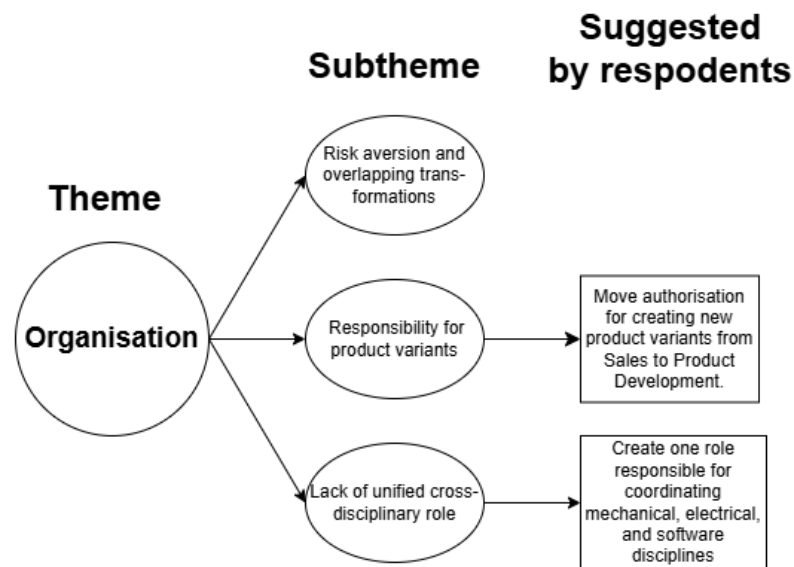 Suggested
by respodents
Subtheme
Theme
Organisation
Risk aversion and
overlapping trans-
formations
Responsibility for
product variants
Move authorisation
for creating new
product variants from
Sales to Product
Development.
Lack of unified cross-
disciplinary role
Create one role
responsible for
coordinating
mechanical, electrical,
and software
disciplines